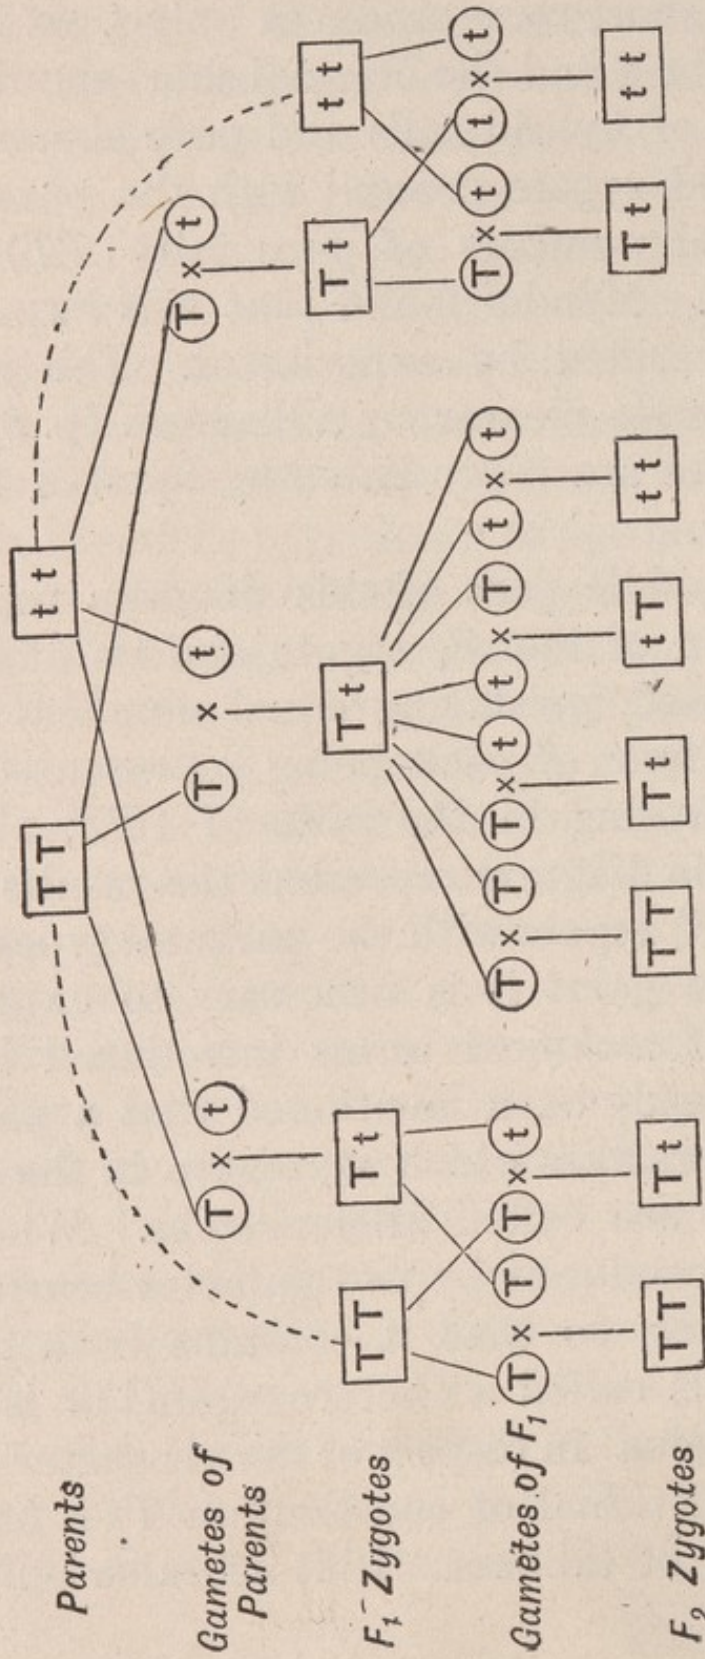 Parents T T t t
Gametes of
Parents T × t T × t T × t
F₁ Zygotes T T T t T t T t t t
Gametes of F₁ T × T T × t T × T T × t t × T t × t T × t t × t
F₂ Zygotes T T T t T T T t t T t t T t t t